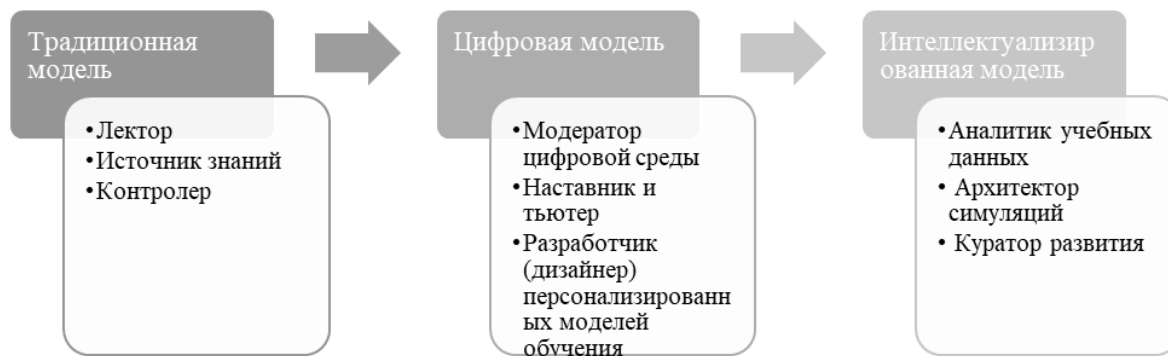 Традиционная
модель
•Лектор
•Источник знаний
•Контролер
Цифровая модель
•Модератор
цифровой среды
•Наставник и
тьютер
•Разработчик
(дизайнер)
персонализированн
ых моделей
обучения
Интеллектуализир
ованная модель
•Аналитик учебных
данных
• Архитектор
симуляций
• Куратор развития